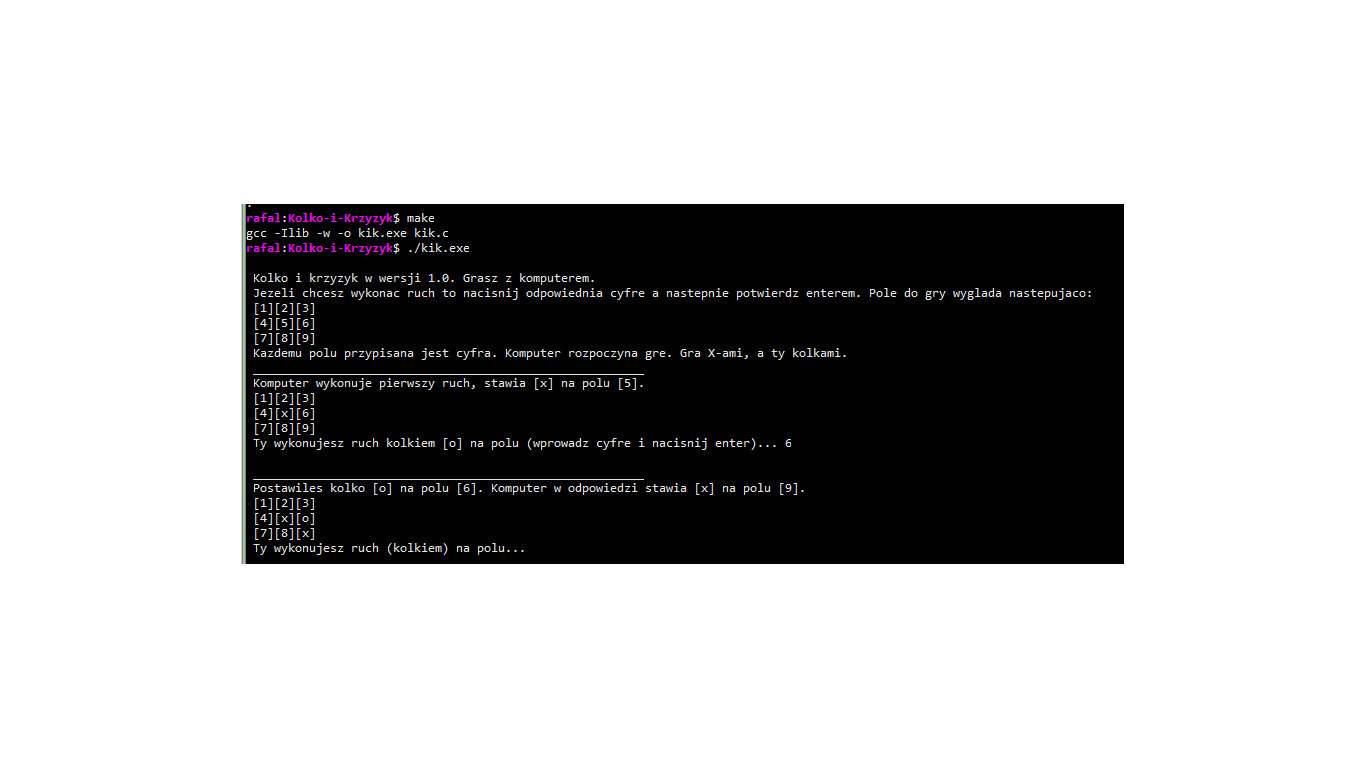 rafal:Kolko-i-Krzyzyk$ make
gcc -Ilib -w -o kik.exe kik.c
rafal:Kolko-i-Krzyzyk$ ./kik.exe
Kolko i krzyzyk w wersji 1.0. Grasz z komputerem.
Jezeli chcesz wykonac ruch to nacisnij odpowiednia cyfre a nastepnie potwierdz enterem. Pole do gry wyglada nastepujaco:
[1][2][3]
[4][5][6]
[7][8][9]
Kazdemu polu przypisana jest cyfra. Komputer rozpoczyna gre. Gra X-ami, a ty kolkami.
Komputer wykonuje pierwszy ruch, stawia [x] na polu [5].
[1][2][3]
[4][x][6]
[7][8][9]
Ty wykonujesz ruch kolkiem [o] na polu (wprowadz cyfre i nacisnij enter)... 6
Postawiles kolko [o] na polu [6]. Komputer w odpowiedzi stawia [x] na polu [9].
[1][2][3]
[4][x][o]
[7][8][x]
Ty wykonujesz ruch (kolkiem) na polu...